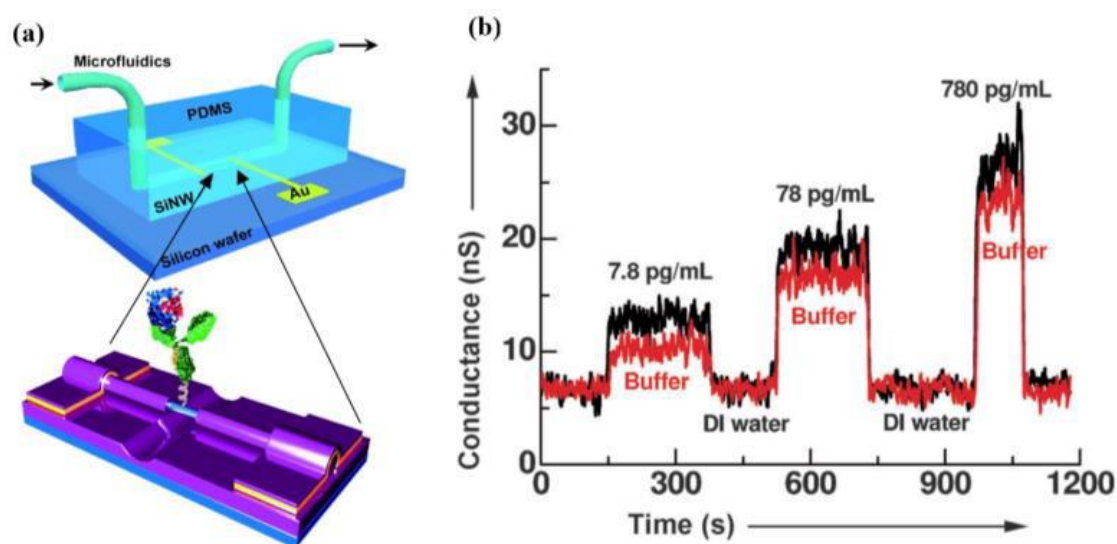 (a)
Microfluidics
PDMS
SiNW
Au
Silicon wafer
(b)
Conductance (nS)
30
20
10
0
7.8 pg/mL
78 pg/mL
780 pg/mL
Buffer
Buffer
Buffer
DI water
DI water
0
300
600
900
1200
Time (s)